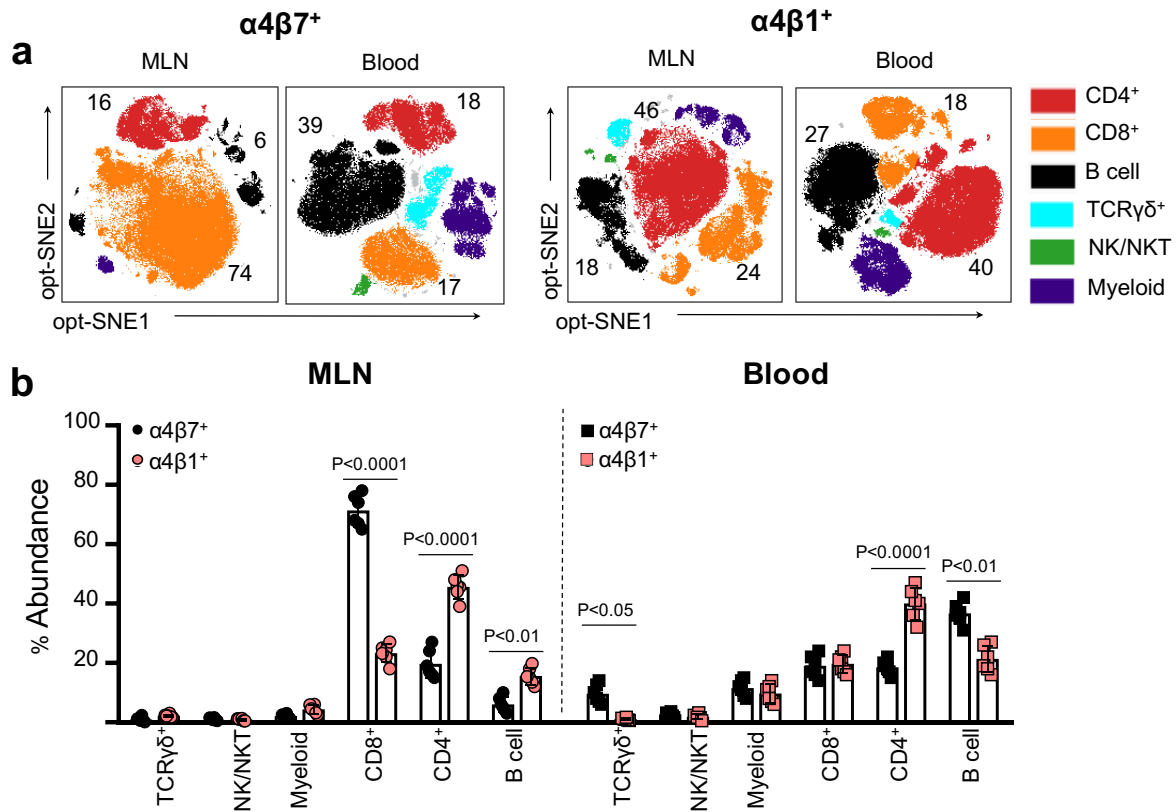 a
α4β7⁺
α4β1⁺
MLN
Blood
MLN
Blood
16
6
74
39
18
17
46
18
24
27
18
40
opt-SNE2
opt-SNE1
opt-SNE2
opt-SNE1
CD4⁺
CD8⁺
B cell
TCRγδ⁺
NK/NKT
Myeloid
b
MLN
Blood
% Abundance
100
80
60
40
20
α4β7⁺
α4β1⁺
α4β7⁺
α4β1⁺
P<0.0001
P<0.0001
P<0.01
P<0.05
P<0.0001
P<0.01
TCRγδ⁺
NK/NKT
Myeloid
CD8⁺
CD4⁺
B cell
TCRγδ⁺
NK/NKT
Myeloid
CD8⁺
CD4⁺
B cell